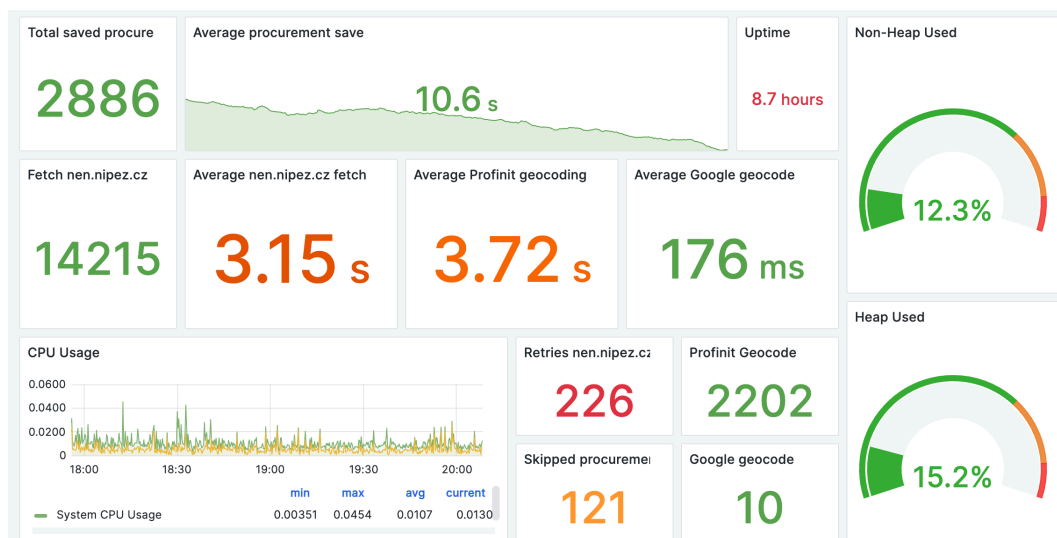 Total saved procure
2886
Average procurement save
10.6 s
Uptime
8.7 hours
Non-Heap Used
12.3%
Fetch nen.nipez.cz
14215
Average nen.nipez.cz fetch
3.15 s
Average Profinit geocoding
3.72 s
Average Google geocode
176 ms
Heap Used
15.2%
CPU Usage
0.0600
0.0400
0.0200
0
18:00 18:30 19:00 19:30 20:00
min max avg current
System CPU Usage 0.00351 0.0454 0.0107 0.0130
Retries nen.nipez.cz
226
Profinit Geocode
2202
Skipped procuremer
121
Google geocode
10